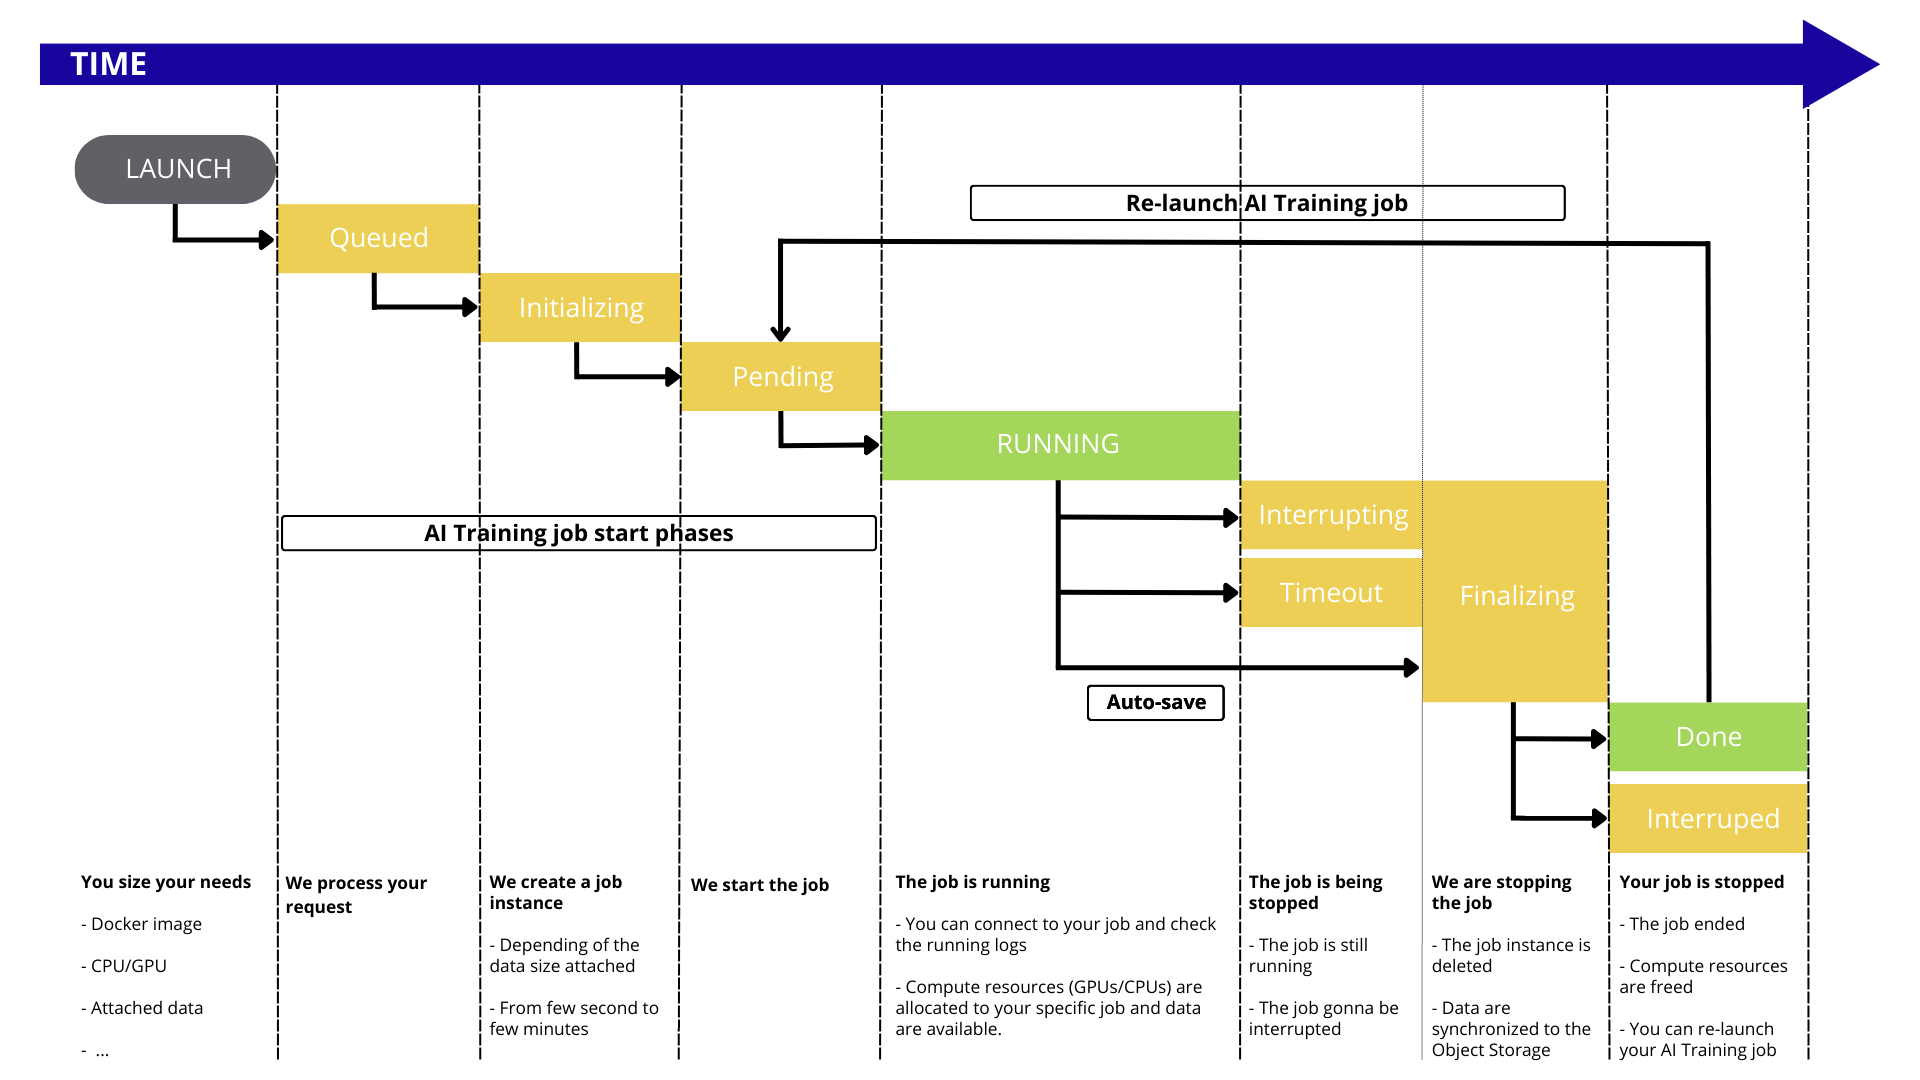 TIME
LAUNCH
Queued
Initializing
Pending
Re-launch AI Training job
RUNNING
AI Training job start phases
Interrupting
Timeout
Finalizing
Auto-save
Done
Interruped
You size your needs
- Docker image
- CPU/GPU
- Attached data
- ...
We process your
request
We create a job
instance
- Depending of the
data size attached
- From few second to
few minutes
We start the job
The job is running
- You can connect to your job and check
the running logs
- Compute resources (GPUs/CPUs) are
allocated to your specific job and data
are available.
The job is being
stopped
- The job is still
running
- The job gonna be
interrupted
We are stopping
the job
- The job instance is
deleted
- Data are
synchronized to the
Object Storage
Your job is stopped
- The job ended
- Compute resources
are freed
- You can re-launch
your AI Training job